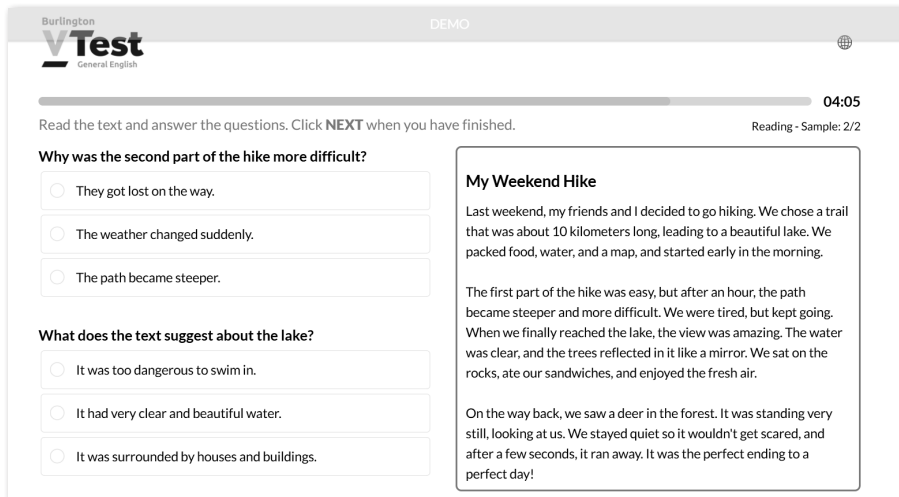 Burlington
DEMO
VTest
General English
04:05
Read the text and answer the questions. Click NEXT when you have finished.
Reading - Sample: 2/2
Why was the second part of the hike more difficult?
They got lost on the way.
The weather changed suddenly.
The path became steeper.
What does the text suggest about the lake?
It was too dangerous to swim in.
It had very clear and beautiful water.
It was surrounded by houses and buildings.
My Weekend Hike
Last weekend, my friends and I decided to go hiking. We chose a trail
that was about 10 kilometers long, leading to a beautiful lake. We
packed food, water, and a map, and started early in the morning.
The first part of the hike was easy, but after an hour, the path
became steeper and more difficult. We were tired, but kept going.
When we finally reached the lake, the view was amazing. The water
was clear, and the trees reflected in it like a mirror. We sat on the
rocks, ate our sandwiches, and enjoyed the fresh air.
On the way back, we saw a deer in the forest. It was standing very
still, looking at us. We stayed quiet so it wouldn't get scared, and
after a few seconds, it ran away. It was the perfect ending to a
perfect day!